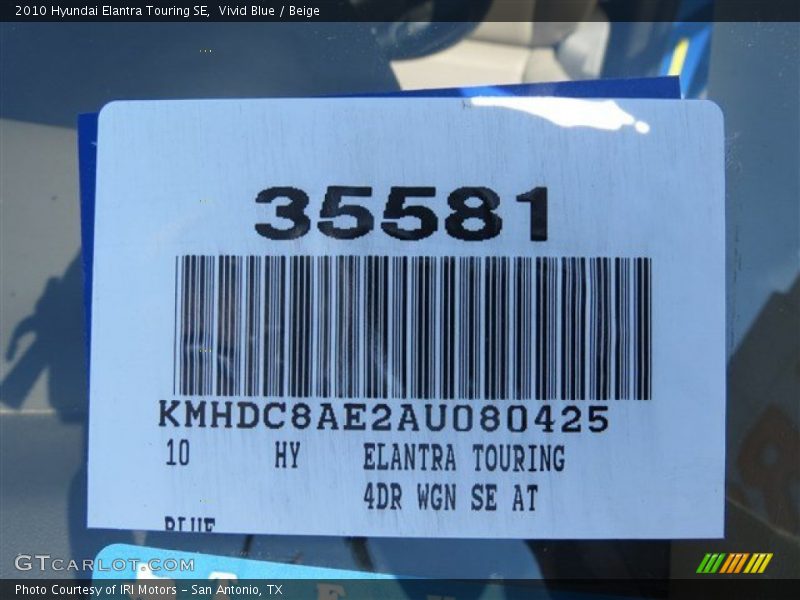 2010 Hyundai Elantra Touring SE,  Vivid Blue / Beige
35581
KMHDC8AE2AU080425
10 HY ELANTRA TOURING
4DR WGN SE AT
BLUE
GTCARLOT.COM
Photo Courtesy of IRI Motors - San Antonio, TX